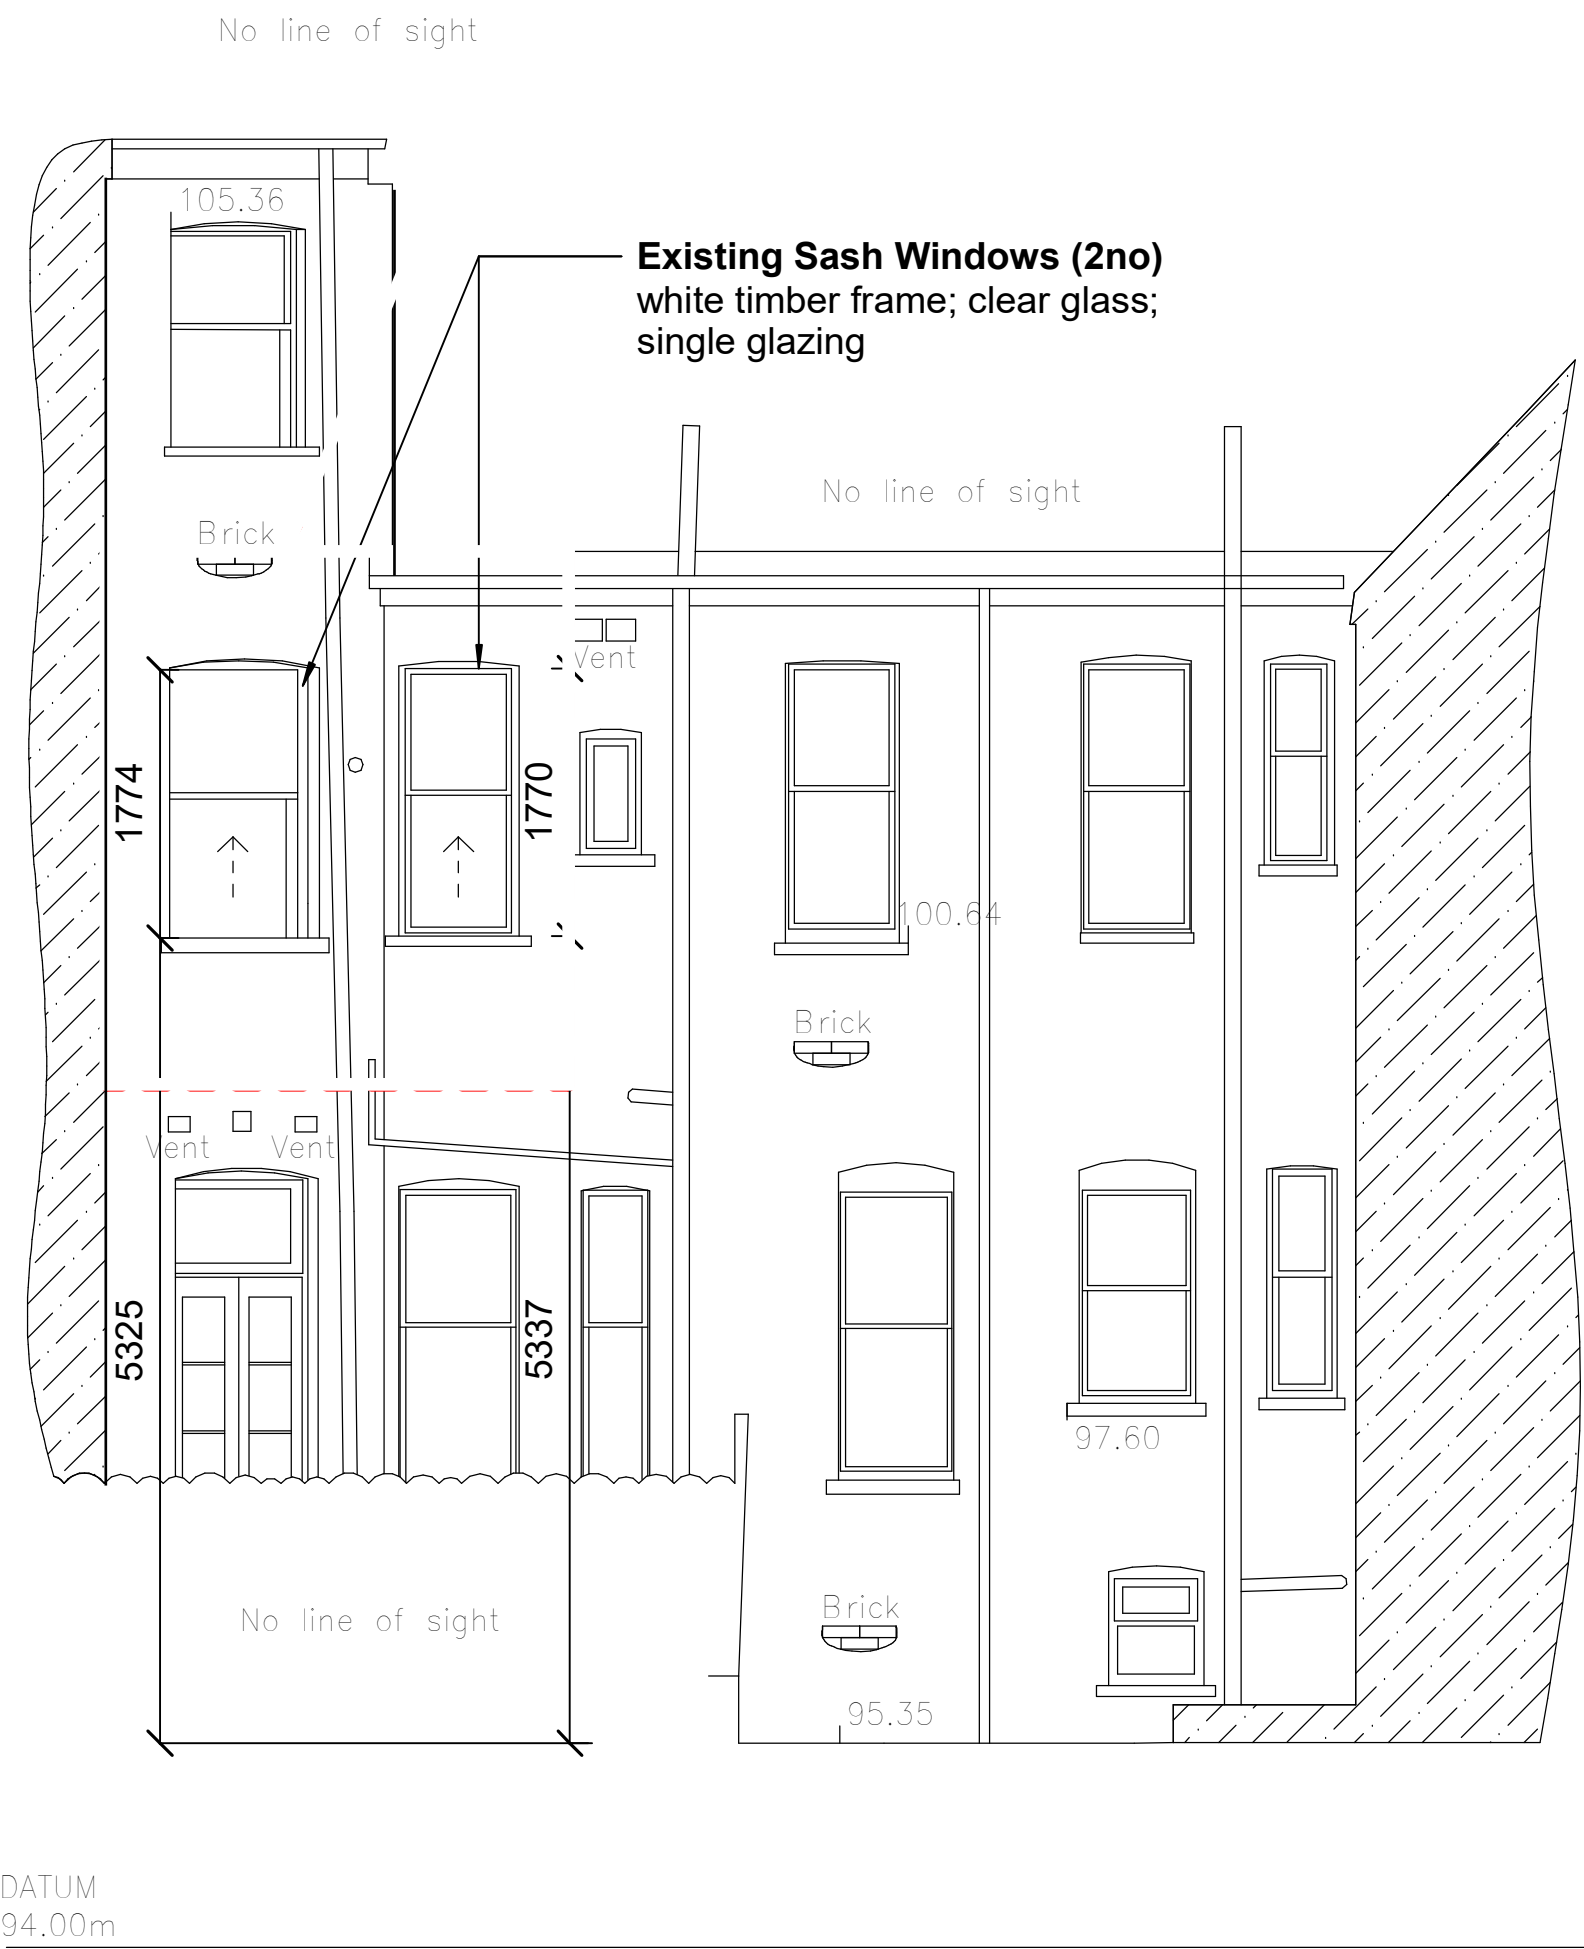 No line of sight
105.36
Existing Sash Windows (2no)
white timber frame; clear glass;
single glazing
No line of sight
Brick
Vent
1774
1770
100.64
Brick
Vent
Vent
5325
5337
97.60
Brick
No line of sight
95.35
DATUM
94.00m